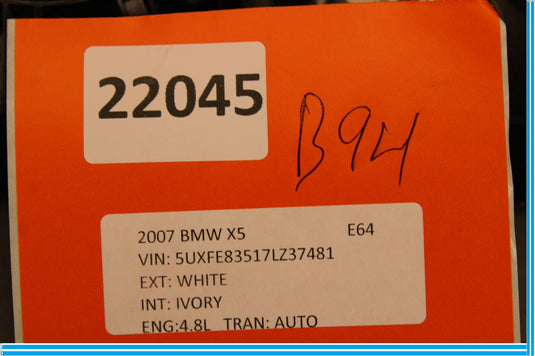 22045
B94
2007 BMW X5 E64
VIN: 5UXFE83517LZ37481
EXT: WHITE
INT: IVORY
ENG:4.8L TRAN: AUTO